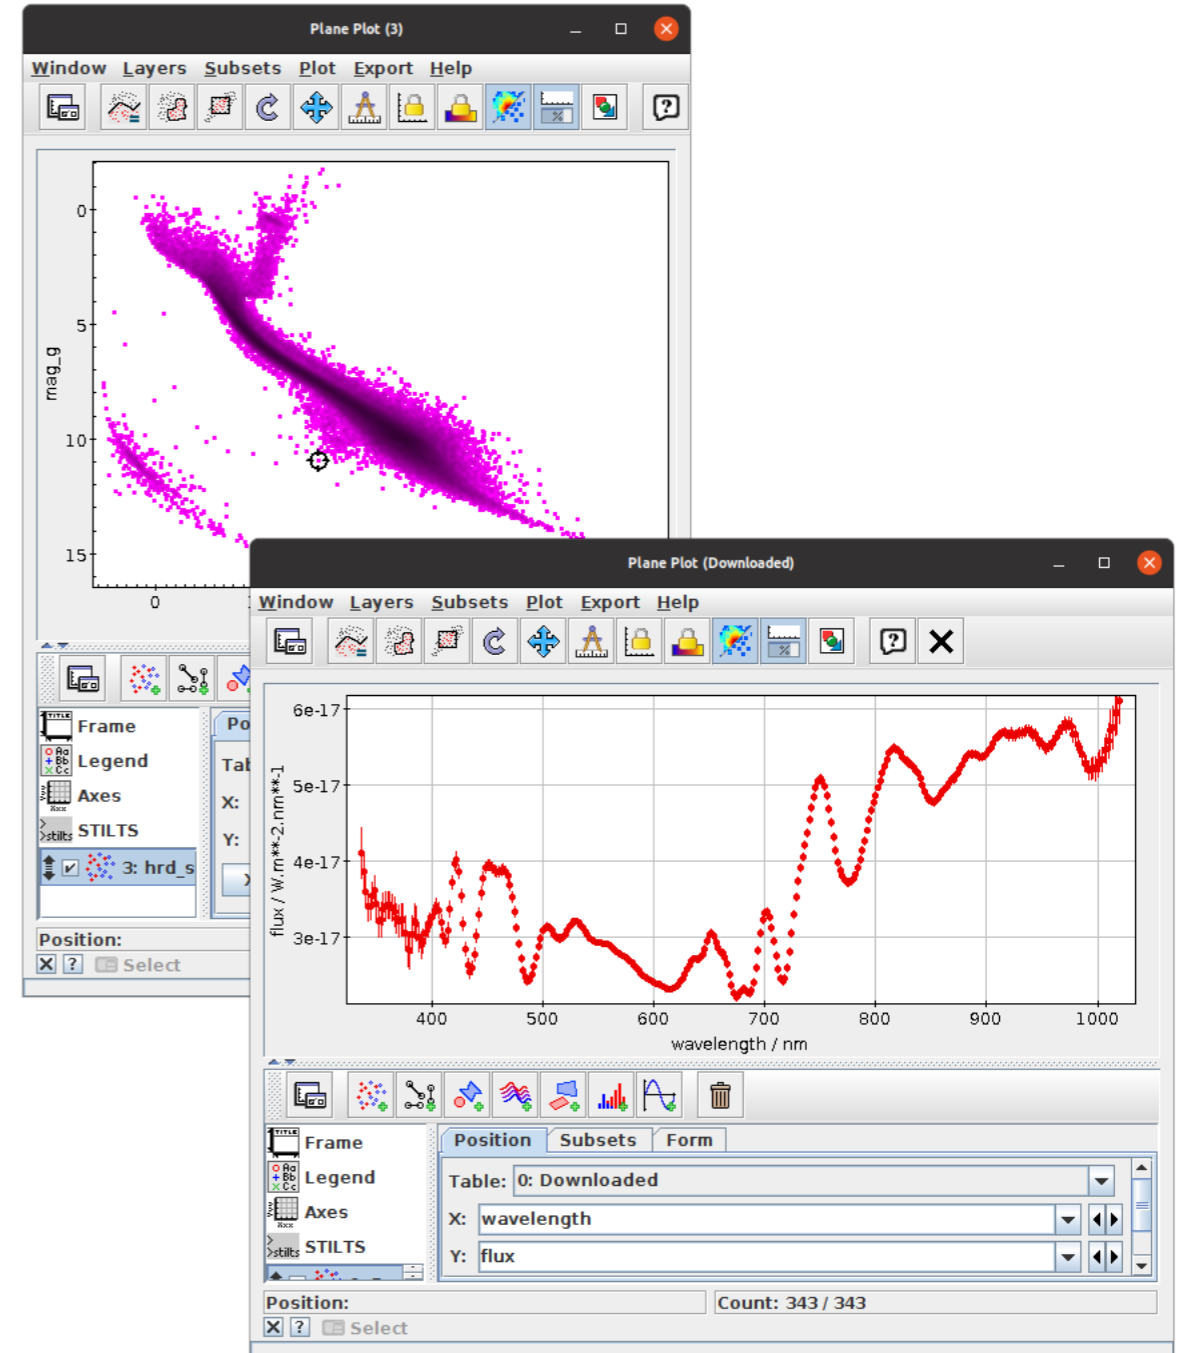 Plane Plot (3)
Window Layers Subsets Plot Export Help
0
5
10
15
mag_g
0
Frame
Legend
Axes
STILTS
3: hrd_s
X:
Y:
Position:
Select
Plane Plot (Downloaded)
Window Layers Subsets Plot Export Help
6e-17
5e-17
4e-17
3e-17
flux / W.m**-2.nm**-1
400 500 600 700 800 900 1000
wavelength / nm
Frame
Legend
Axes
STILTS
Position Subsets Form
Table: 0: Downloaded
X: wavelength
Y: flux
Position:
Count: 343 / 343
Select